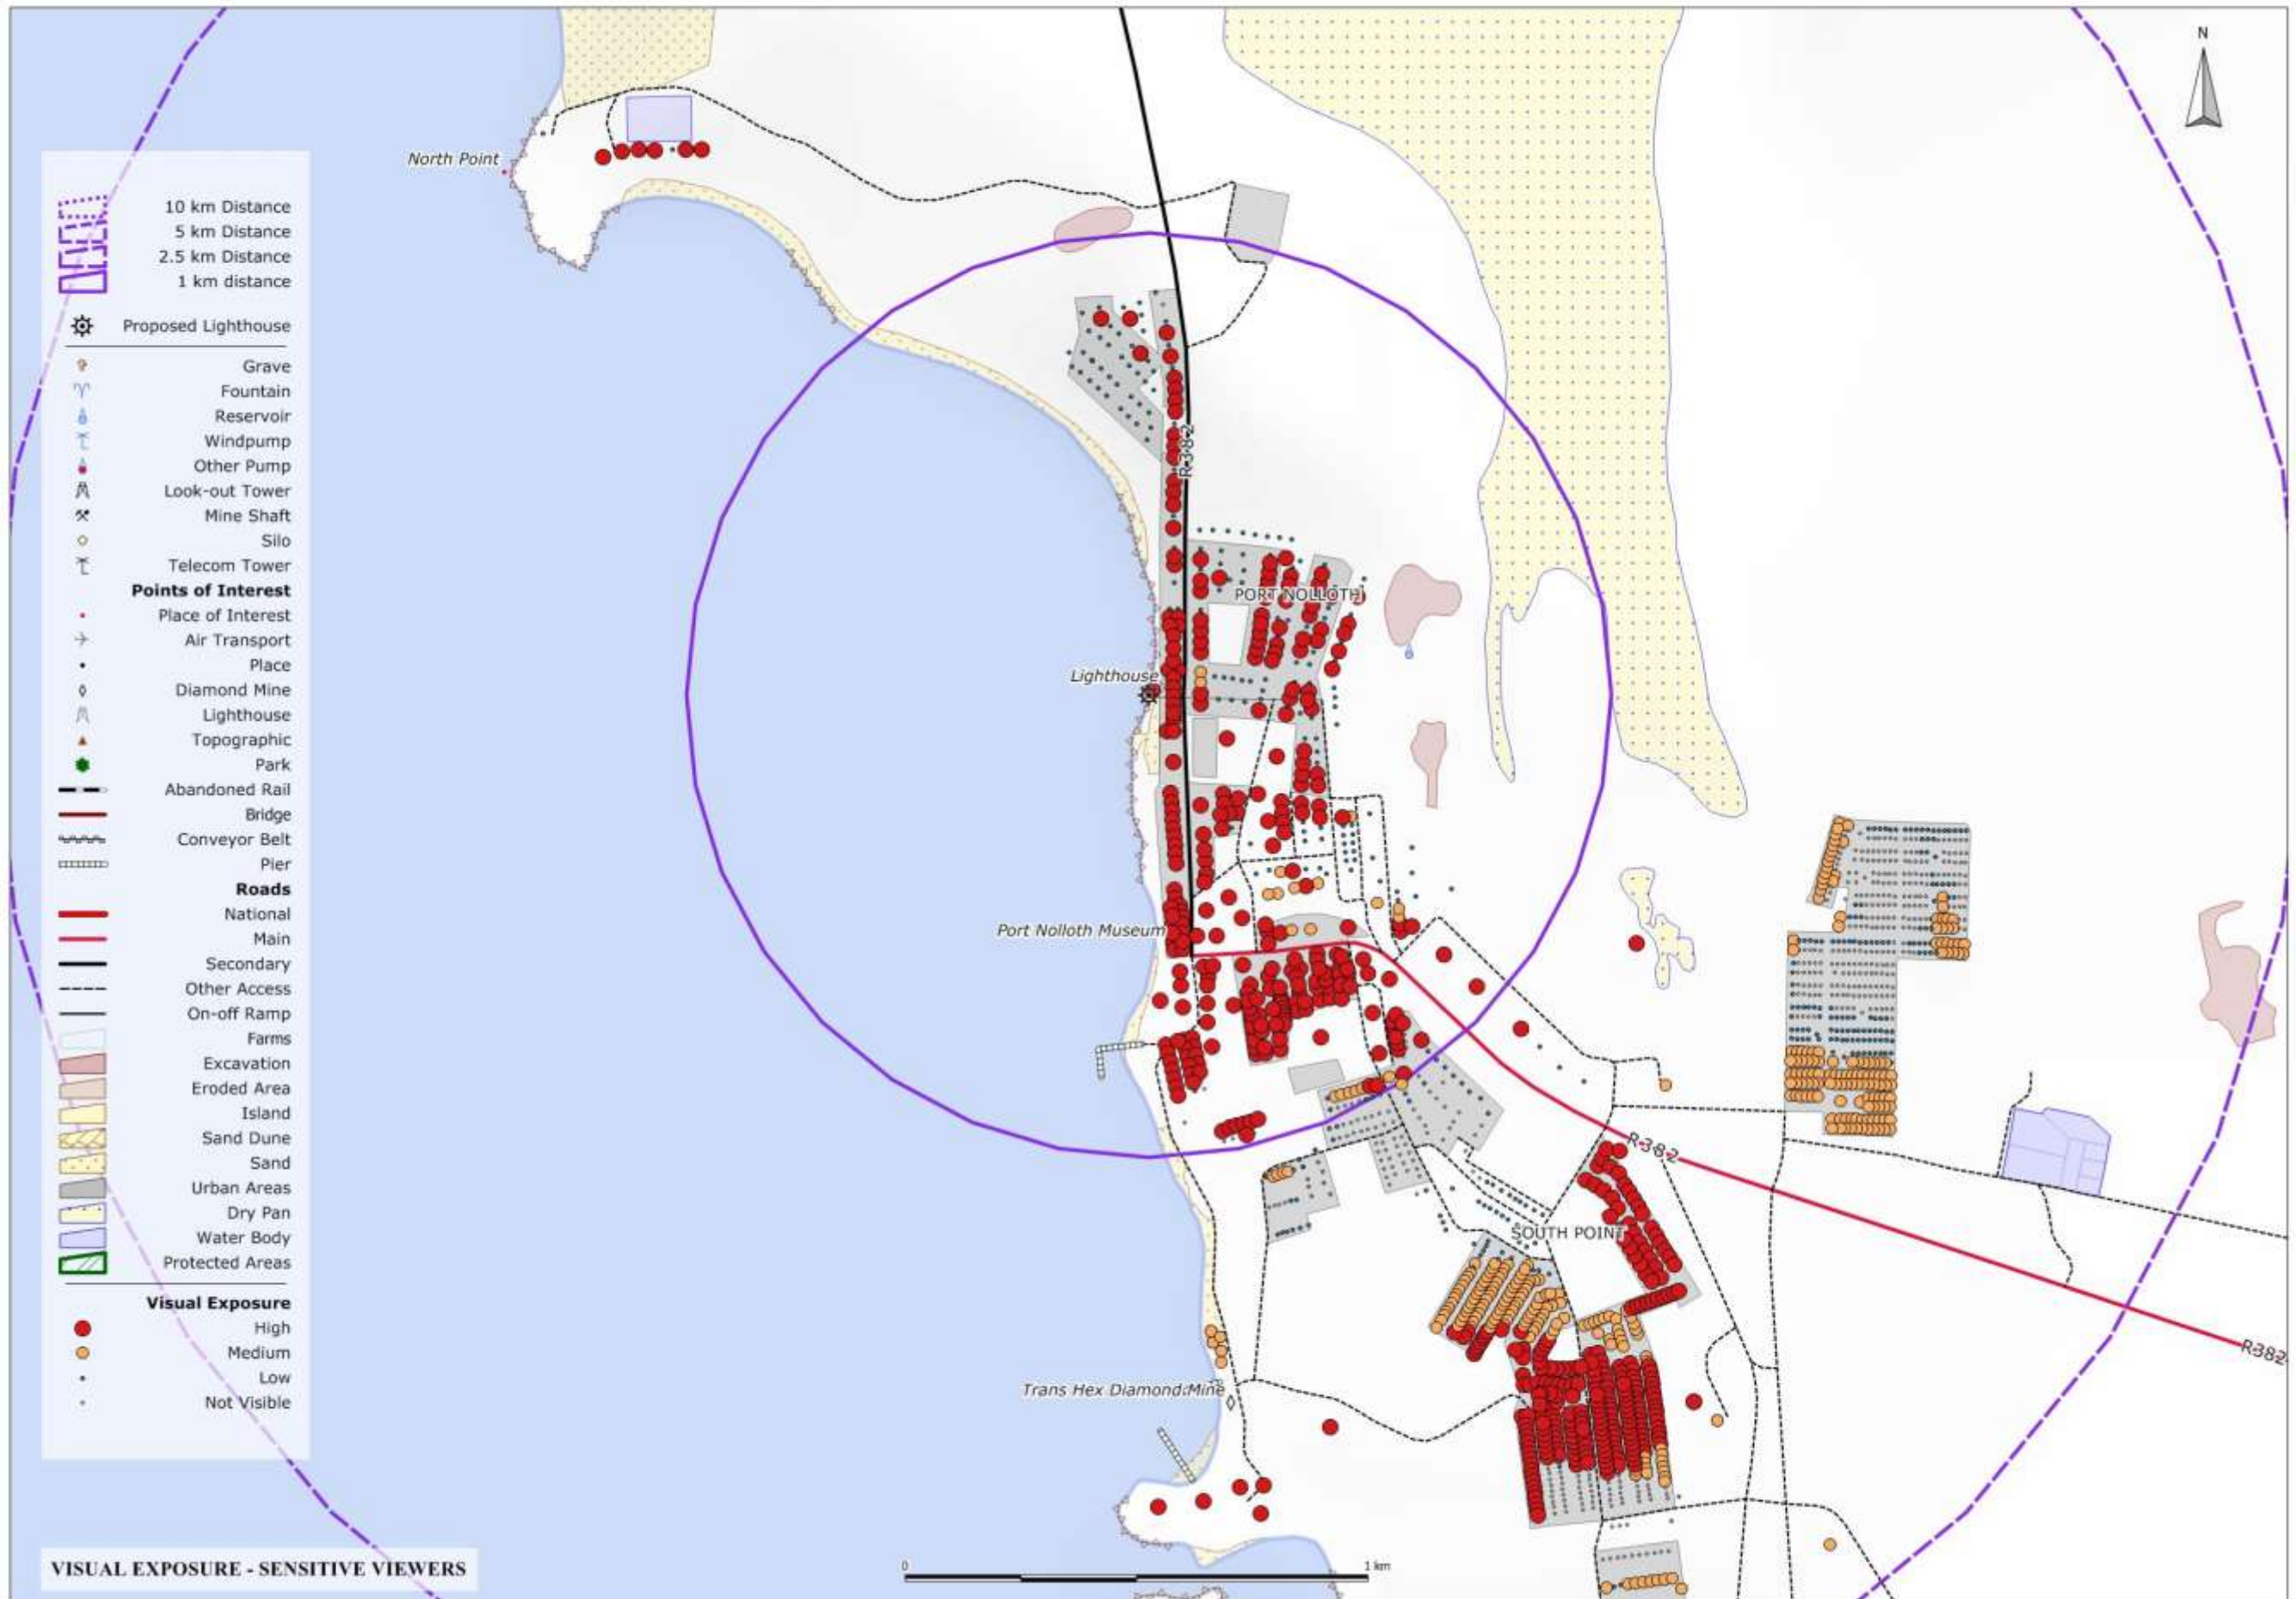 N
North Point
10 km Distance
5 km Distance
2.5 km Distance
1 km distance
Proposed Lighthouse
Grave
Fountain
Reservoir
Windpump
Other Pump
Look-out Tower
Mine Shaft
Silo
Telecom Tower
Points of Interest
Place of Interest
Air Transport
Place
Diamond Mine
Lighthouse
Topographic
Park
Abandoned Rail
Bridge
Conveyor Belt
Pier
Roads
National
Main
Secondary
Other Access
On-off Ramp
Farms
Excavation
Eroded Area
Island
Sand Dune
Sand
Urban Areas
Dry Pan
Water Body
Protected Areas
Visual Exposure
High
Medium
Low
Not Visible
R382
PORT NOLLOTH
Lighthouse
Port Nolloth Museum
R382
SOUTH POINT
R382
Trans Hex Diamond Mine
VISUAL EXPOSURE - SENSITIVE VIEWERS
0 1 km